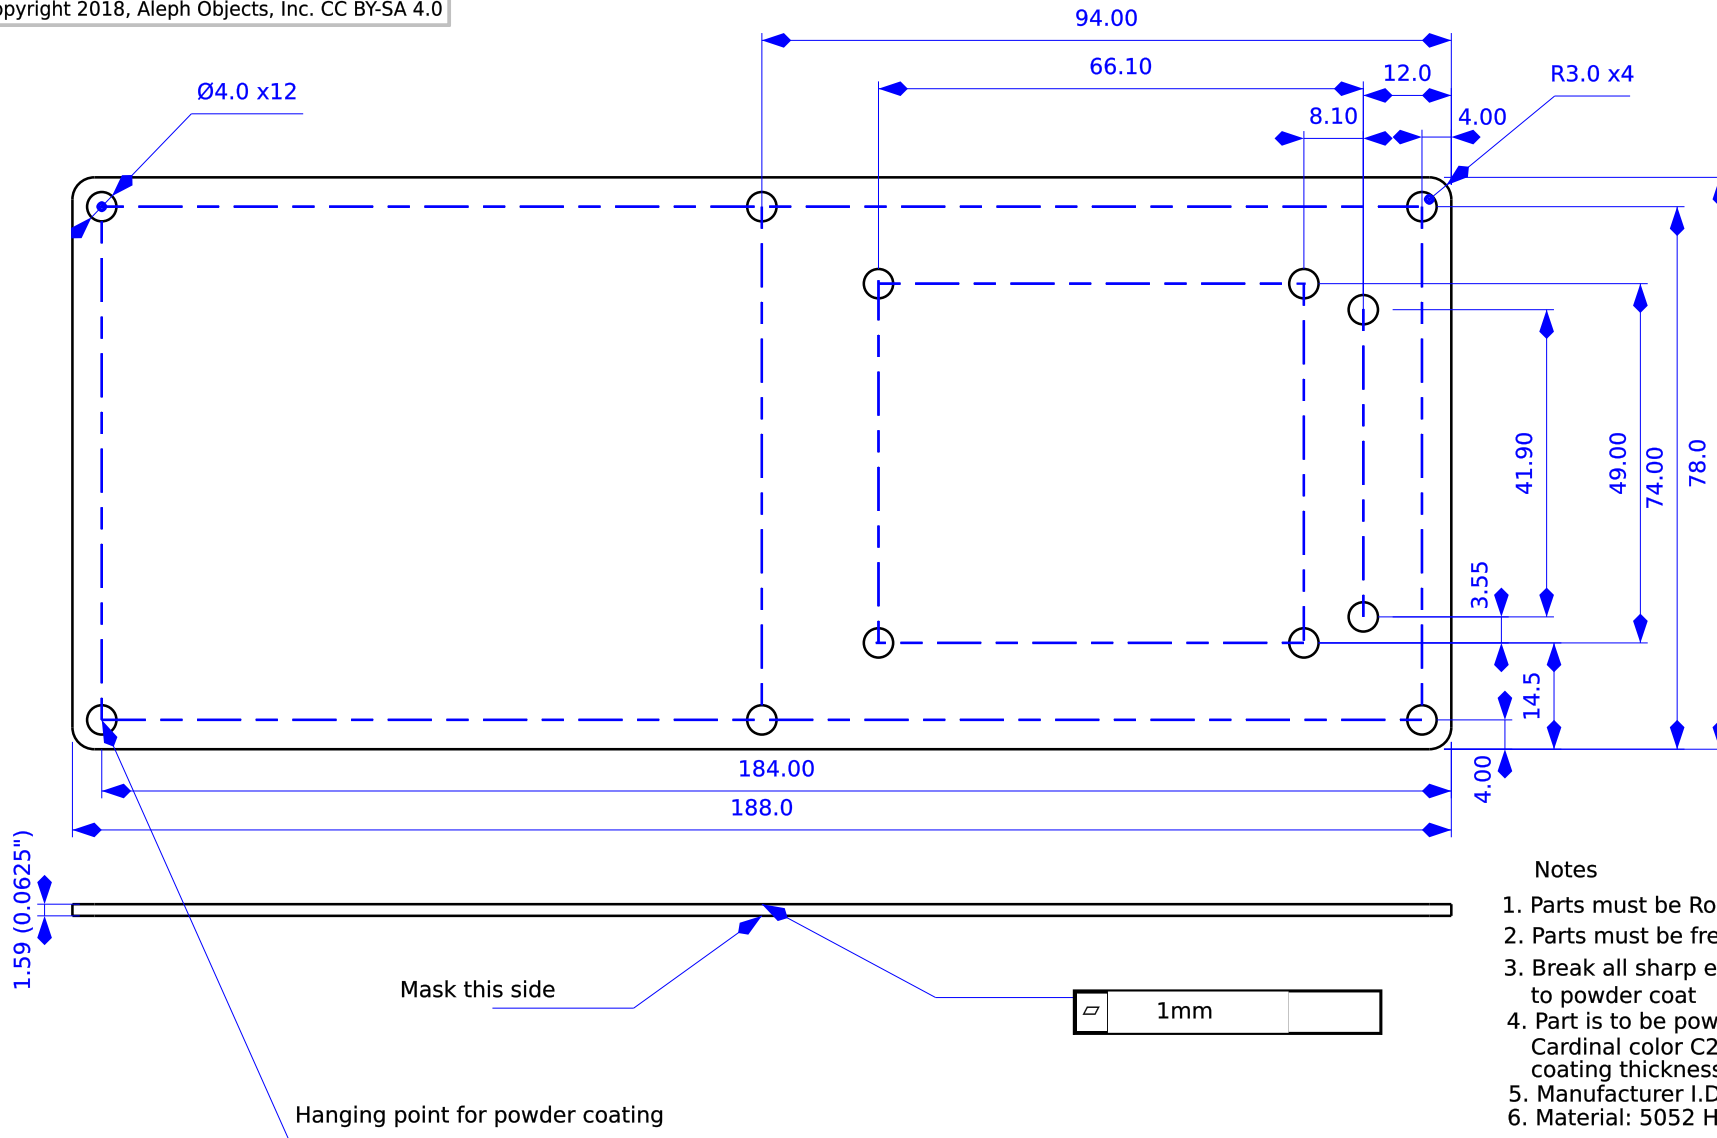 opyright 2018, Aleph Objects, Inc. CC BY-SA 4.0
94.00
66.10
12.0
R3.0 x4
Ø4.0 x12
8.10
4.00
41.90
49.00
74.00
78.0
3.55
14.5
4.00
184.00
188.0
1.59 (0.0625")
Mask this side
▱ 1mm
Hanging point for powder coating
Notes
1. Parts must be Ro
2. Parts must be fre
3. Break all sharp e
to powder coat
4. Part is to be pow
Cardinal color C2
coating thickness
5. Manufacturer I.D
6. Material: 5052 H